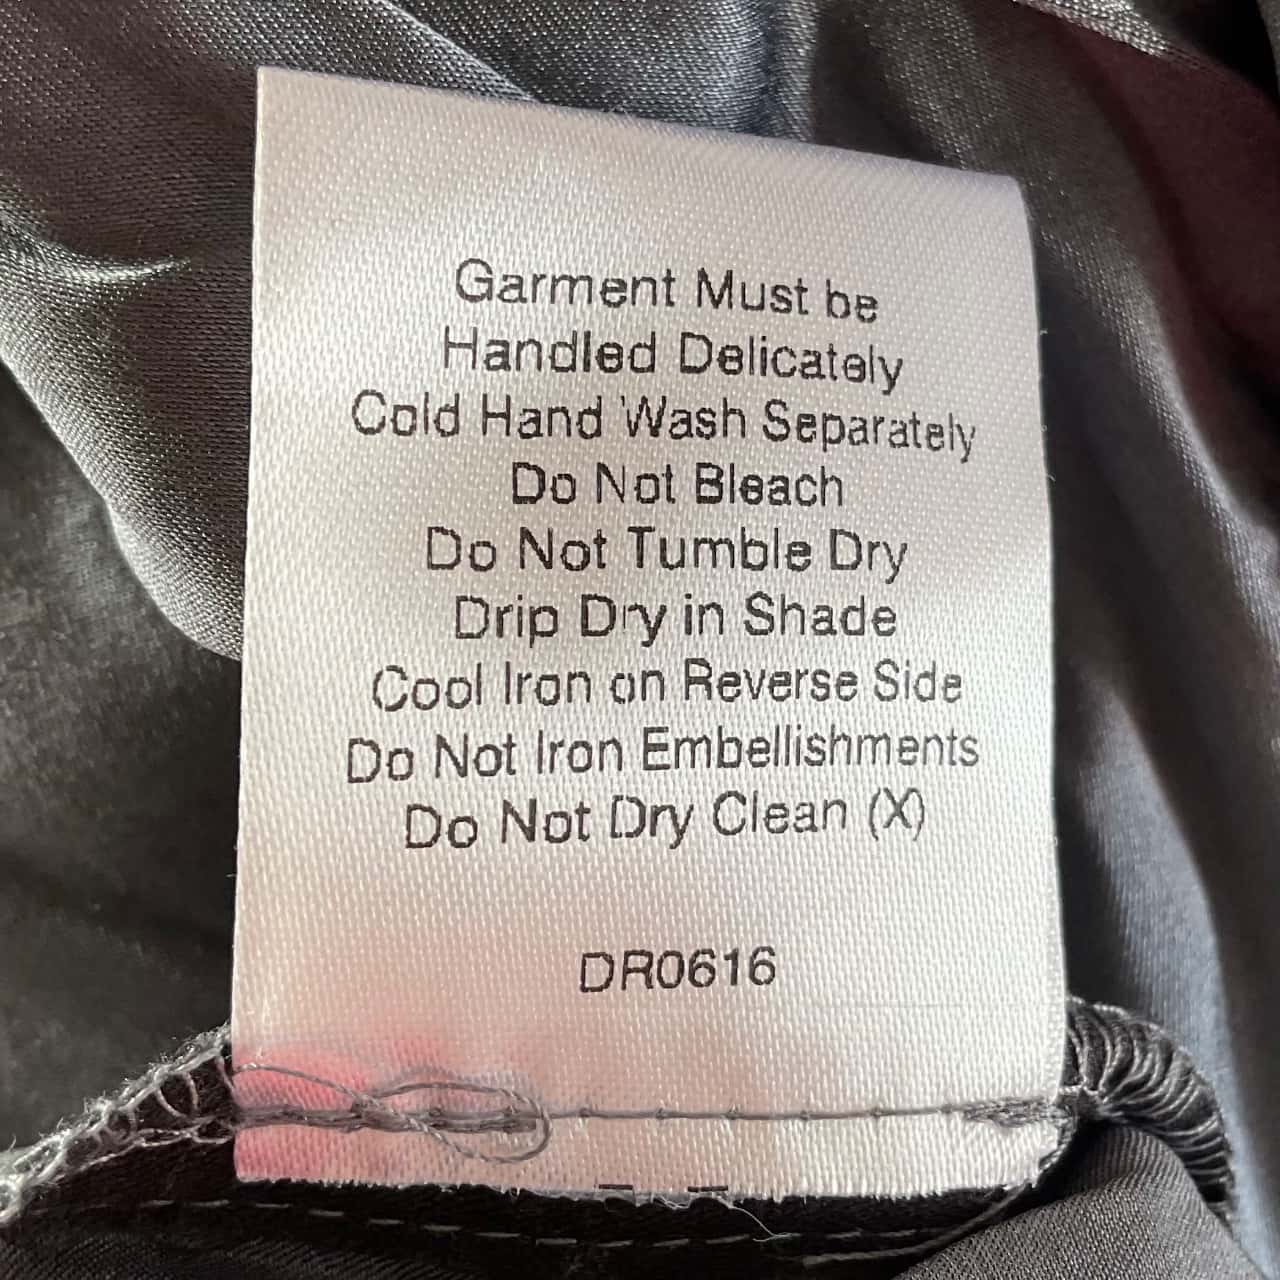 Garment Must be
Handled Delicately
Cold Hand Wash Separately
Do Not Bleach
Do Not Tumble Dry
Drip Dry in Shade
Cool Iron on Reverse Side
Do Not Iron Embellishments
Do Not Dry Clean (X)
DR0616